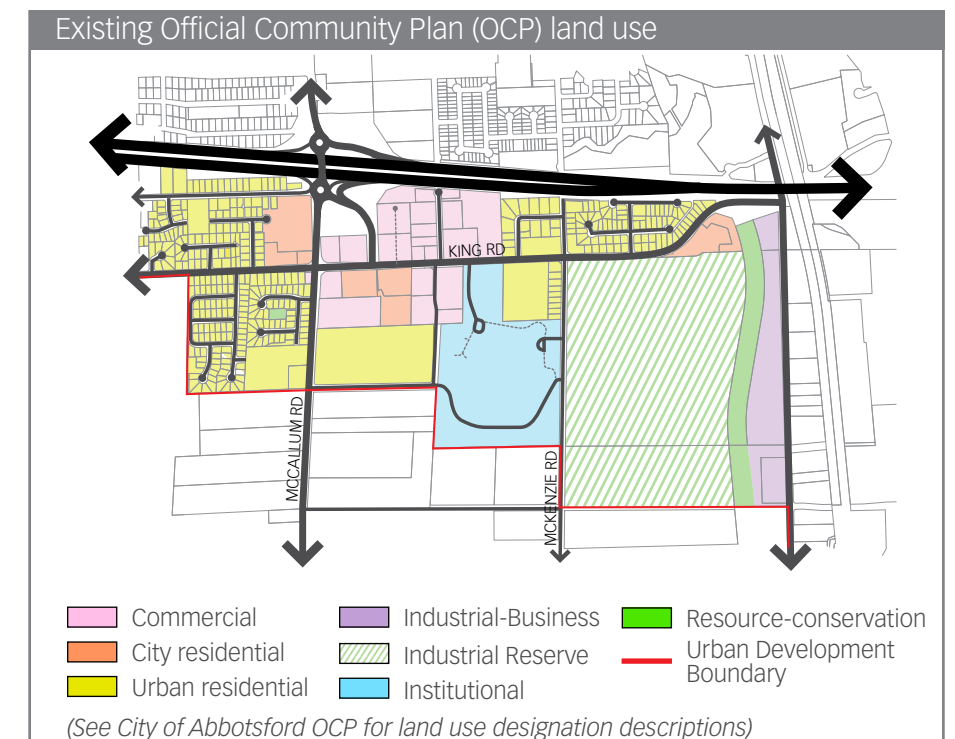 Existing Official Community Plan (OCP) land use
KING RD
MCCALLUM RD
MCKENZIE RD
Commercial
City residential
Urban residential
Industrial-Business
Industrial Reserve
Institutional
Resource-conservation
Urban Development
Boundary
(See City of Abbotsford OCP for land use designation descriptions)